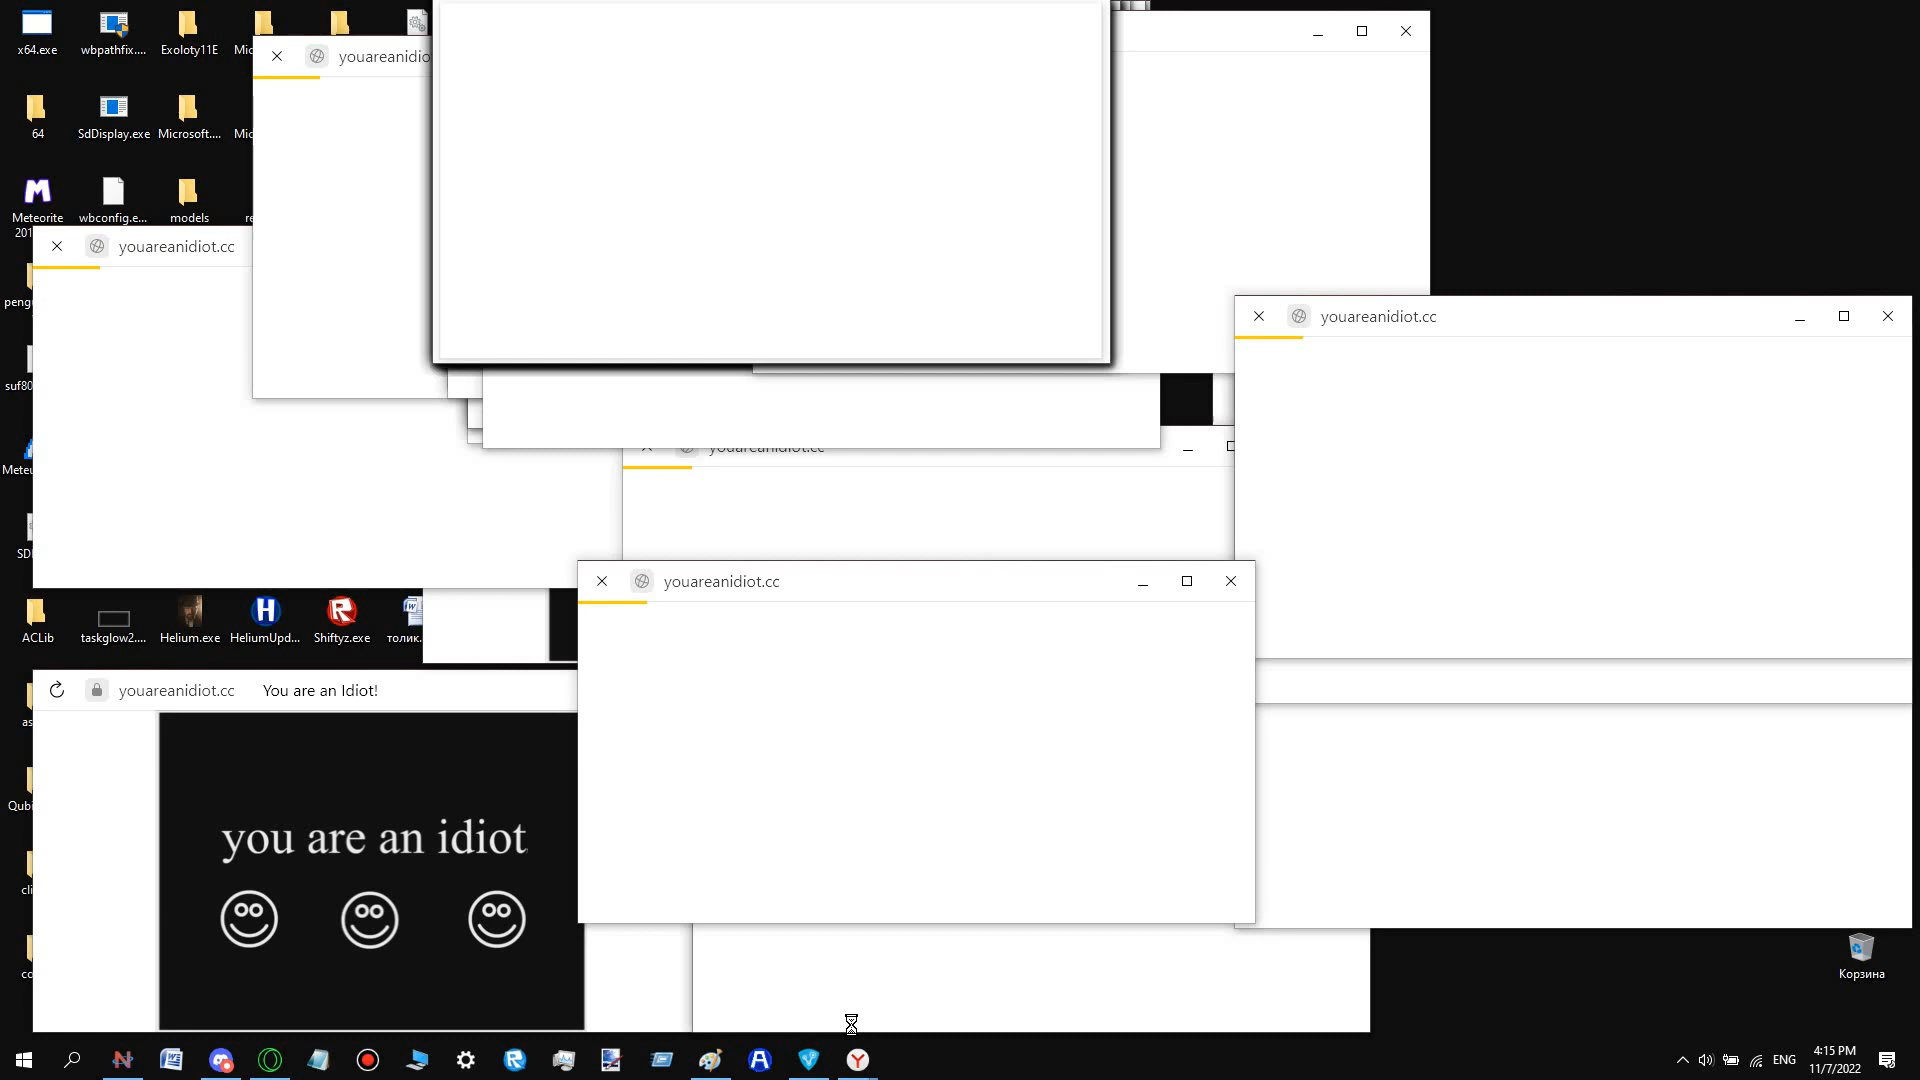 x64.exe
wbpathfix....
Exoloty11E
youareanidio
64
SdDisplay.exe
Microsoft....
Meteorite
wbconfig.e...
models
youareanidiot.cc
youareanidiot.cc
youareanidiot.cc
youareanidiot.cc
ACLib
taskglow2....
Helium.exe
HeliumUpd...
Shiftyz.exe
толик.
youareanidiot.cc You are an Idiot!
you are an idiot
Корзина
ENG
4:15 PM
11/7/2022